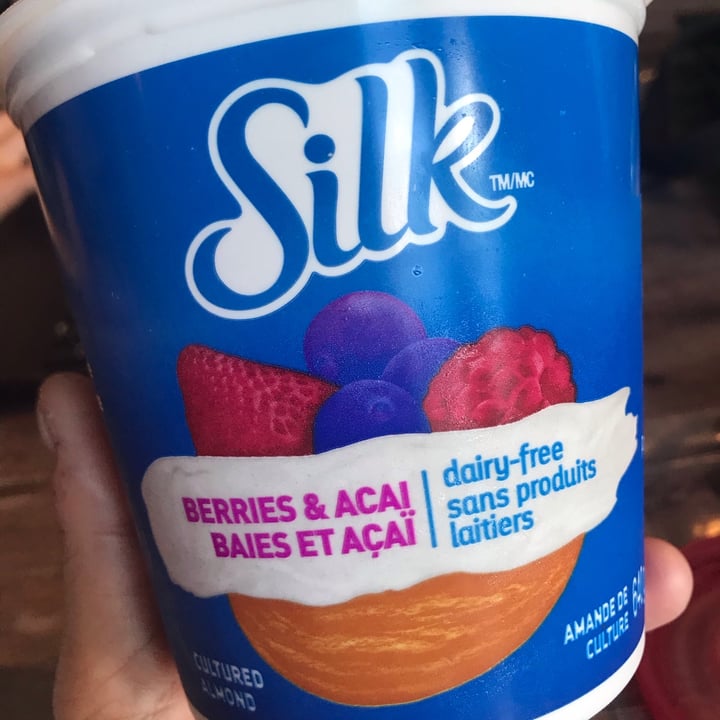 Silk
TM/MC
BERRIES & ACAI
BAIES ET AÇAÏ
dairy-free
sans produits
laitiers
CULTURED
ALMOND
AMANDE DE
CULTURE